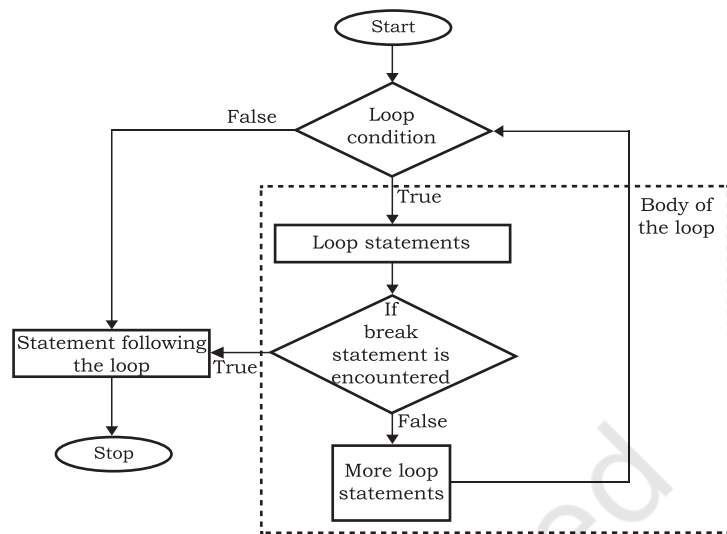 Start
Loop
condition
False
True
Body of
the loop
Loop statements
If
break
statement is
encountered
True
Statement following
the loop
False
Stop
More loop
statements